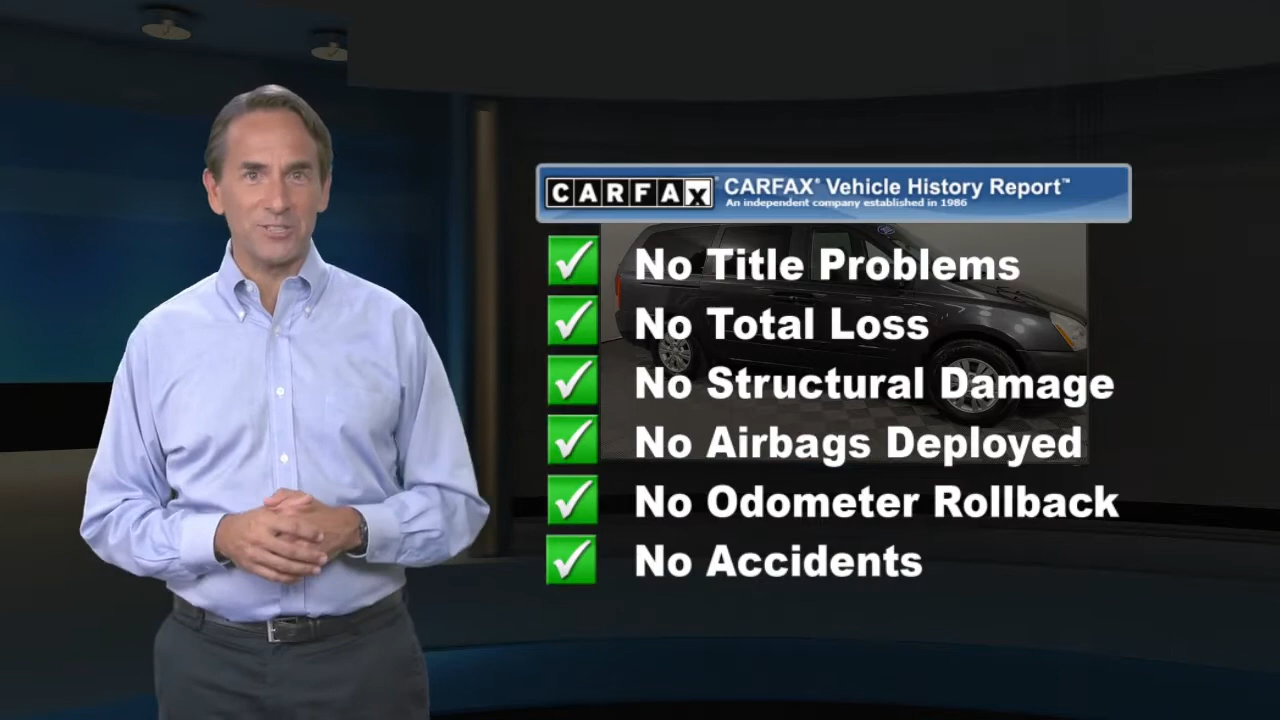 CARFAX® CARFAX® Vehicle History Report™
An independent company established in 1986
No Title Problems
No Total Loss
No Structural Damage
No Airbags Deployed
No Odometer Rollback
No Accidents